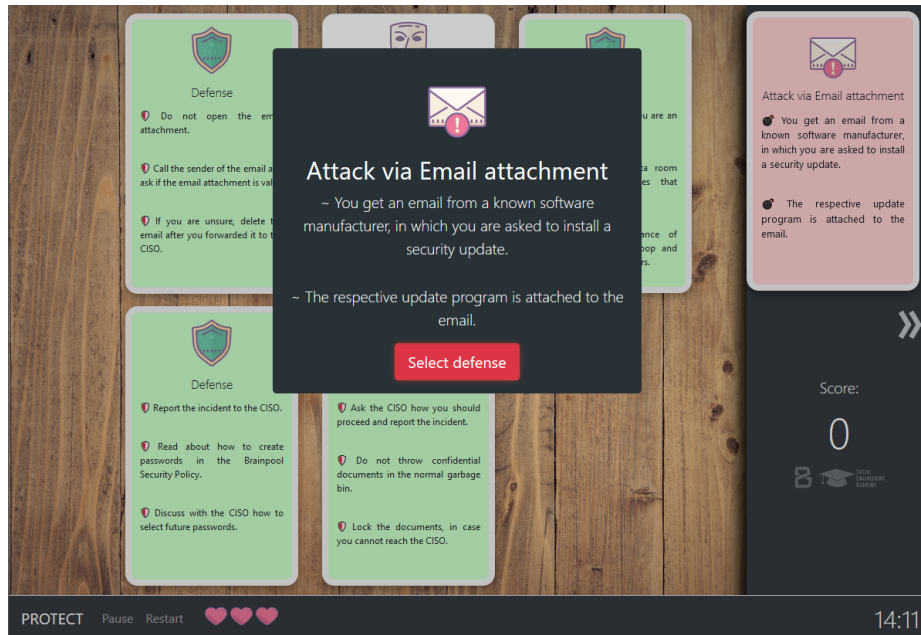 Defense
Do not open the em
attachment.
Call the sender of the email a
ask if the email attachment is val
If you are unsure, delete t
email after you forwarded it to t
CISO.
u are an
a room
es that
ance of
op and
rs.
Attack via Email attachment
~ You get an email from a known software
manufacturer, in which you are asked to install a
security update.
~ The respective update program is attached to the
email.
Select defense
Attack via Email attachment
You get an email from a
known software manufacturer,
in which you are asked to install
a security update.
The respective update
program is attached to the
email.
Defense
Report the incident to the CISO.
Read about how to create
passwords in the Brainpool
Security Policy.
Discuss with the CISO how to
select future passwords.
Ask the CISO how you should
proceed and report the incident.
Do not throw confidential
documents in the normal garbage
bin.
Lock the documents, in case
you cannot reach the CISO.
Score:
0
SOCIAL
ENGINEERING
ACADEMY
PROTECT Pause Restart
14:11